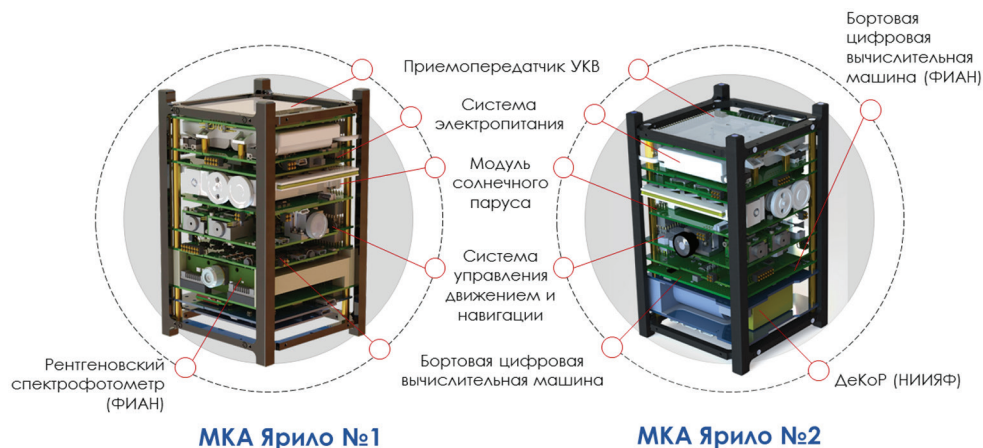 Приемопередатчик УКВ
Система
электропитания
Модуль
солнечного
паруса
Система
управления
движением и
навигации
Бортовая цифровая
вычислительная машина
Рентгеновский
спектрофотометр
(ФИАН)
МКА Ярило №1
Бортовая
цифровая
вычислительная
машина (ФИАН)
ДеКоР (НИИЯФ)
МКА Ярило №2